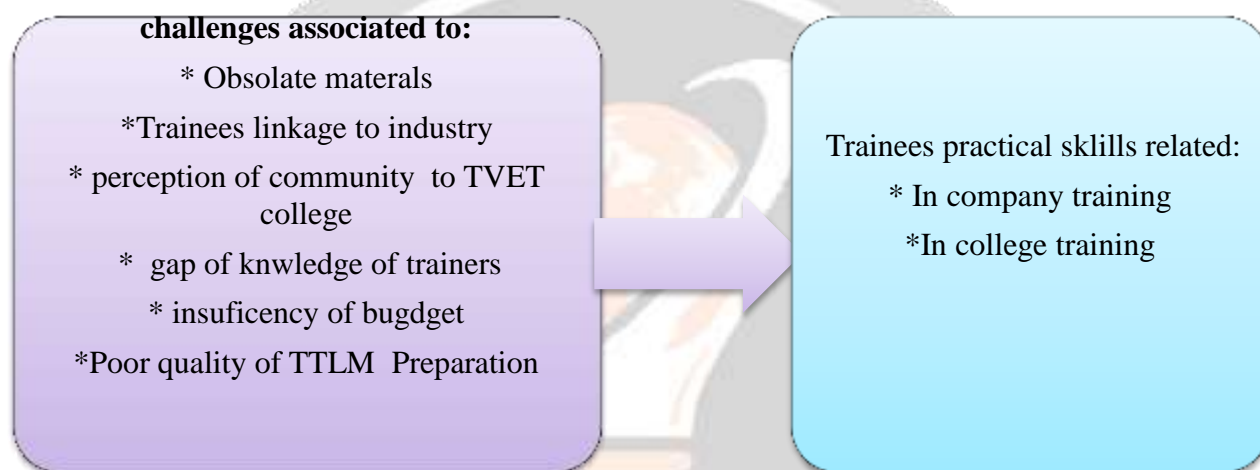 challenges associated to:
* Obsolate materals
*Trainees linkage to industry
* perception of community to TVET
college
* gap of knwledge of trainers
* insuficency of bugdget
*Poor quality of TTLM Preparation
Trainees practical sklills related:
* In company training
*In college training